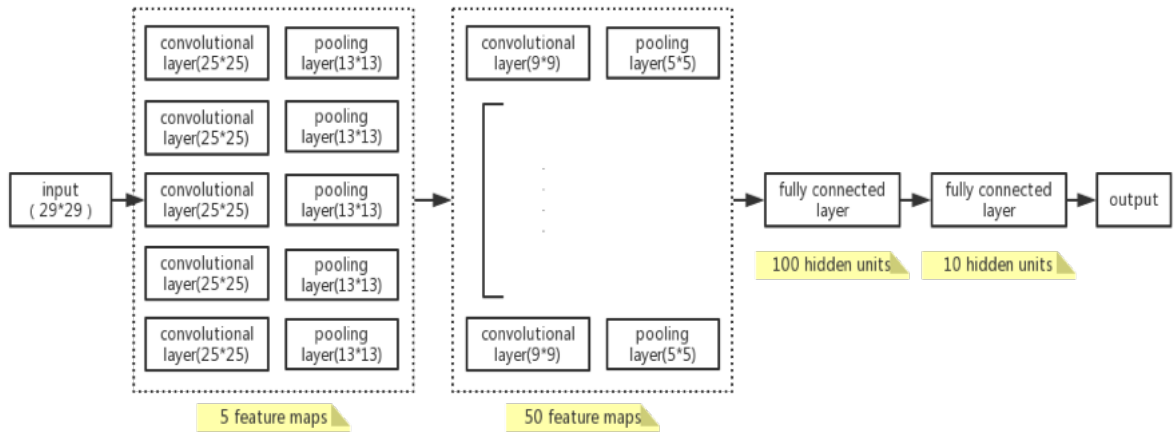 convolutional
layer(25*25)
pooling
layer(13*13)
convolutional
layer(25*25)
pooling
layer(13*13)
convolutional
layer(25*25)
pooling
layer(13*13)
convolutional
layer(25*25)
pooling
layer(13*13)
convolutional
layer(25*25)
pooling
layer(13*13)
convolutional
layer(9*9)
pooling
layer(5*5)
convolutional
layer(9*9)
pooling
layer(5*5)
input
( 29*29 )
fully connected
layer
fully connected
layer
output
100 hidden units
10 hidden units
5 feature maps
50 feature maps